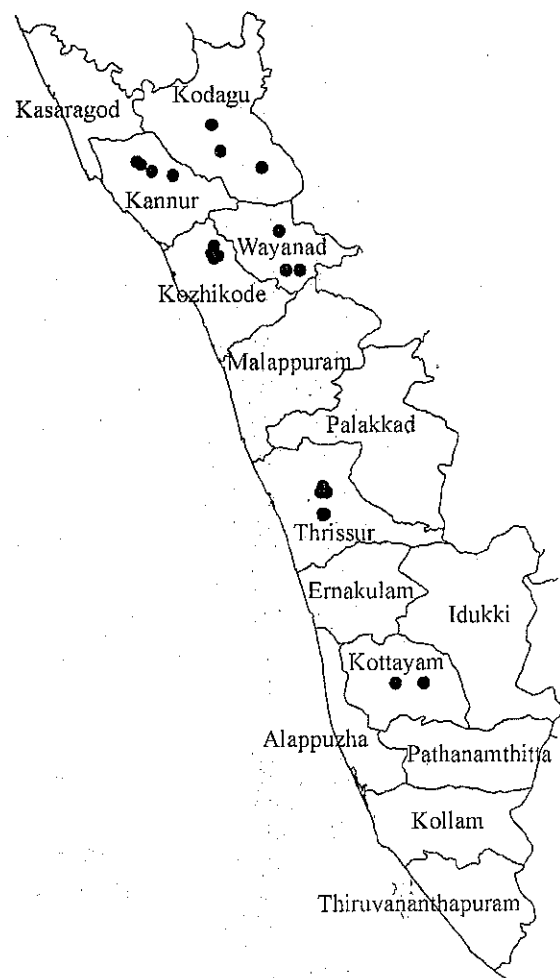 Kodagu
Kasaragod
Kannur
Wayanad
Kozhikode
Malappuram
Palakkad
Thrissur
Ernakulam
Idukki
Kottayam
Alappuzha
Pathanamthitta
Kollam
Thiruvananthapuram